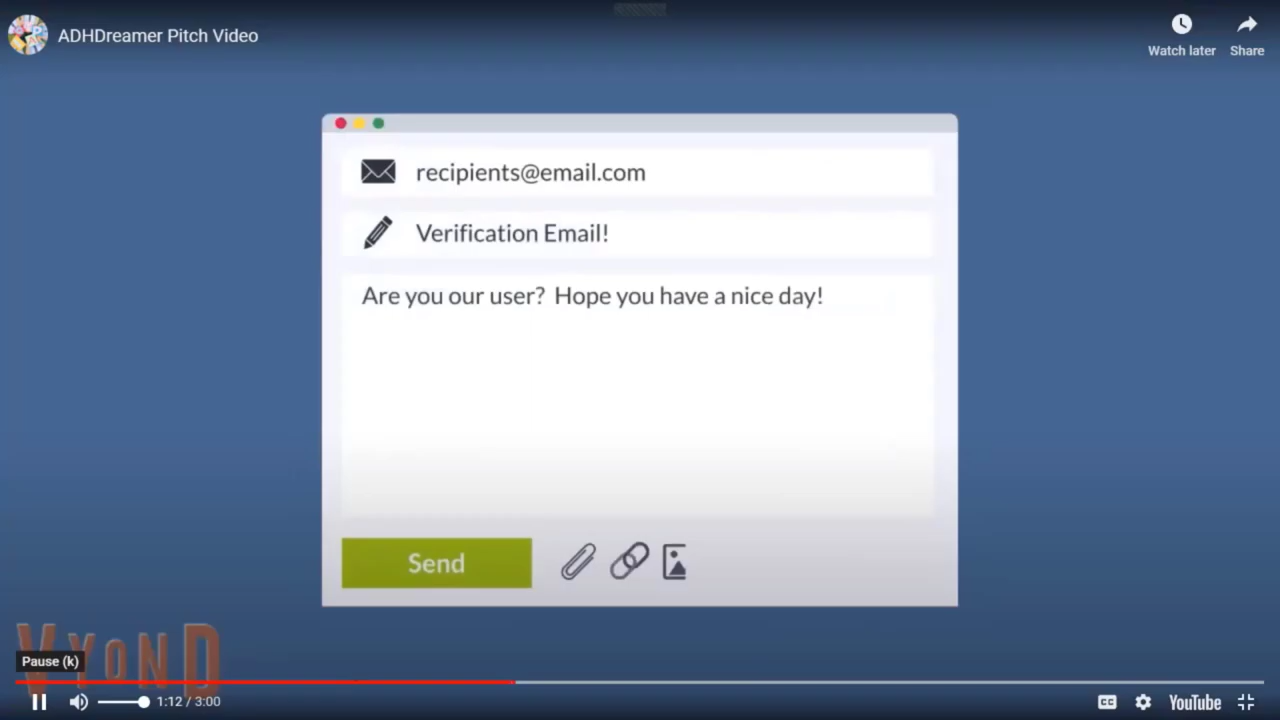 ADHDreamer Pitch Video
Watch later
Share
recipients@email.com
Verification Email!
Are you our user? Hope you have a nice day!
Send
VYOND
Pause (k)
1:12 / 3:00
CC
YouTube